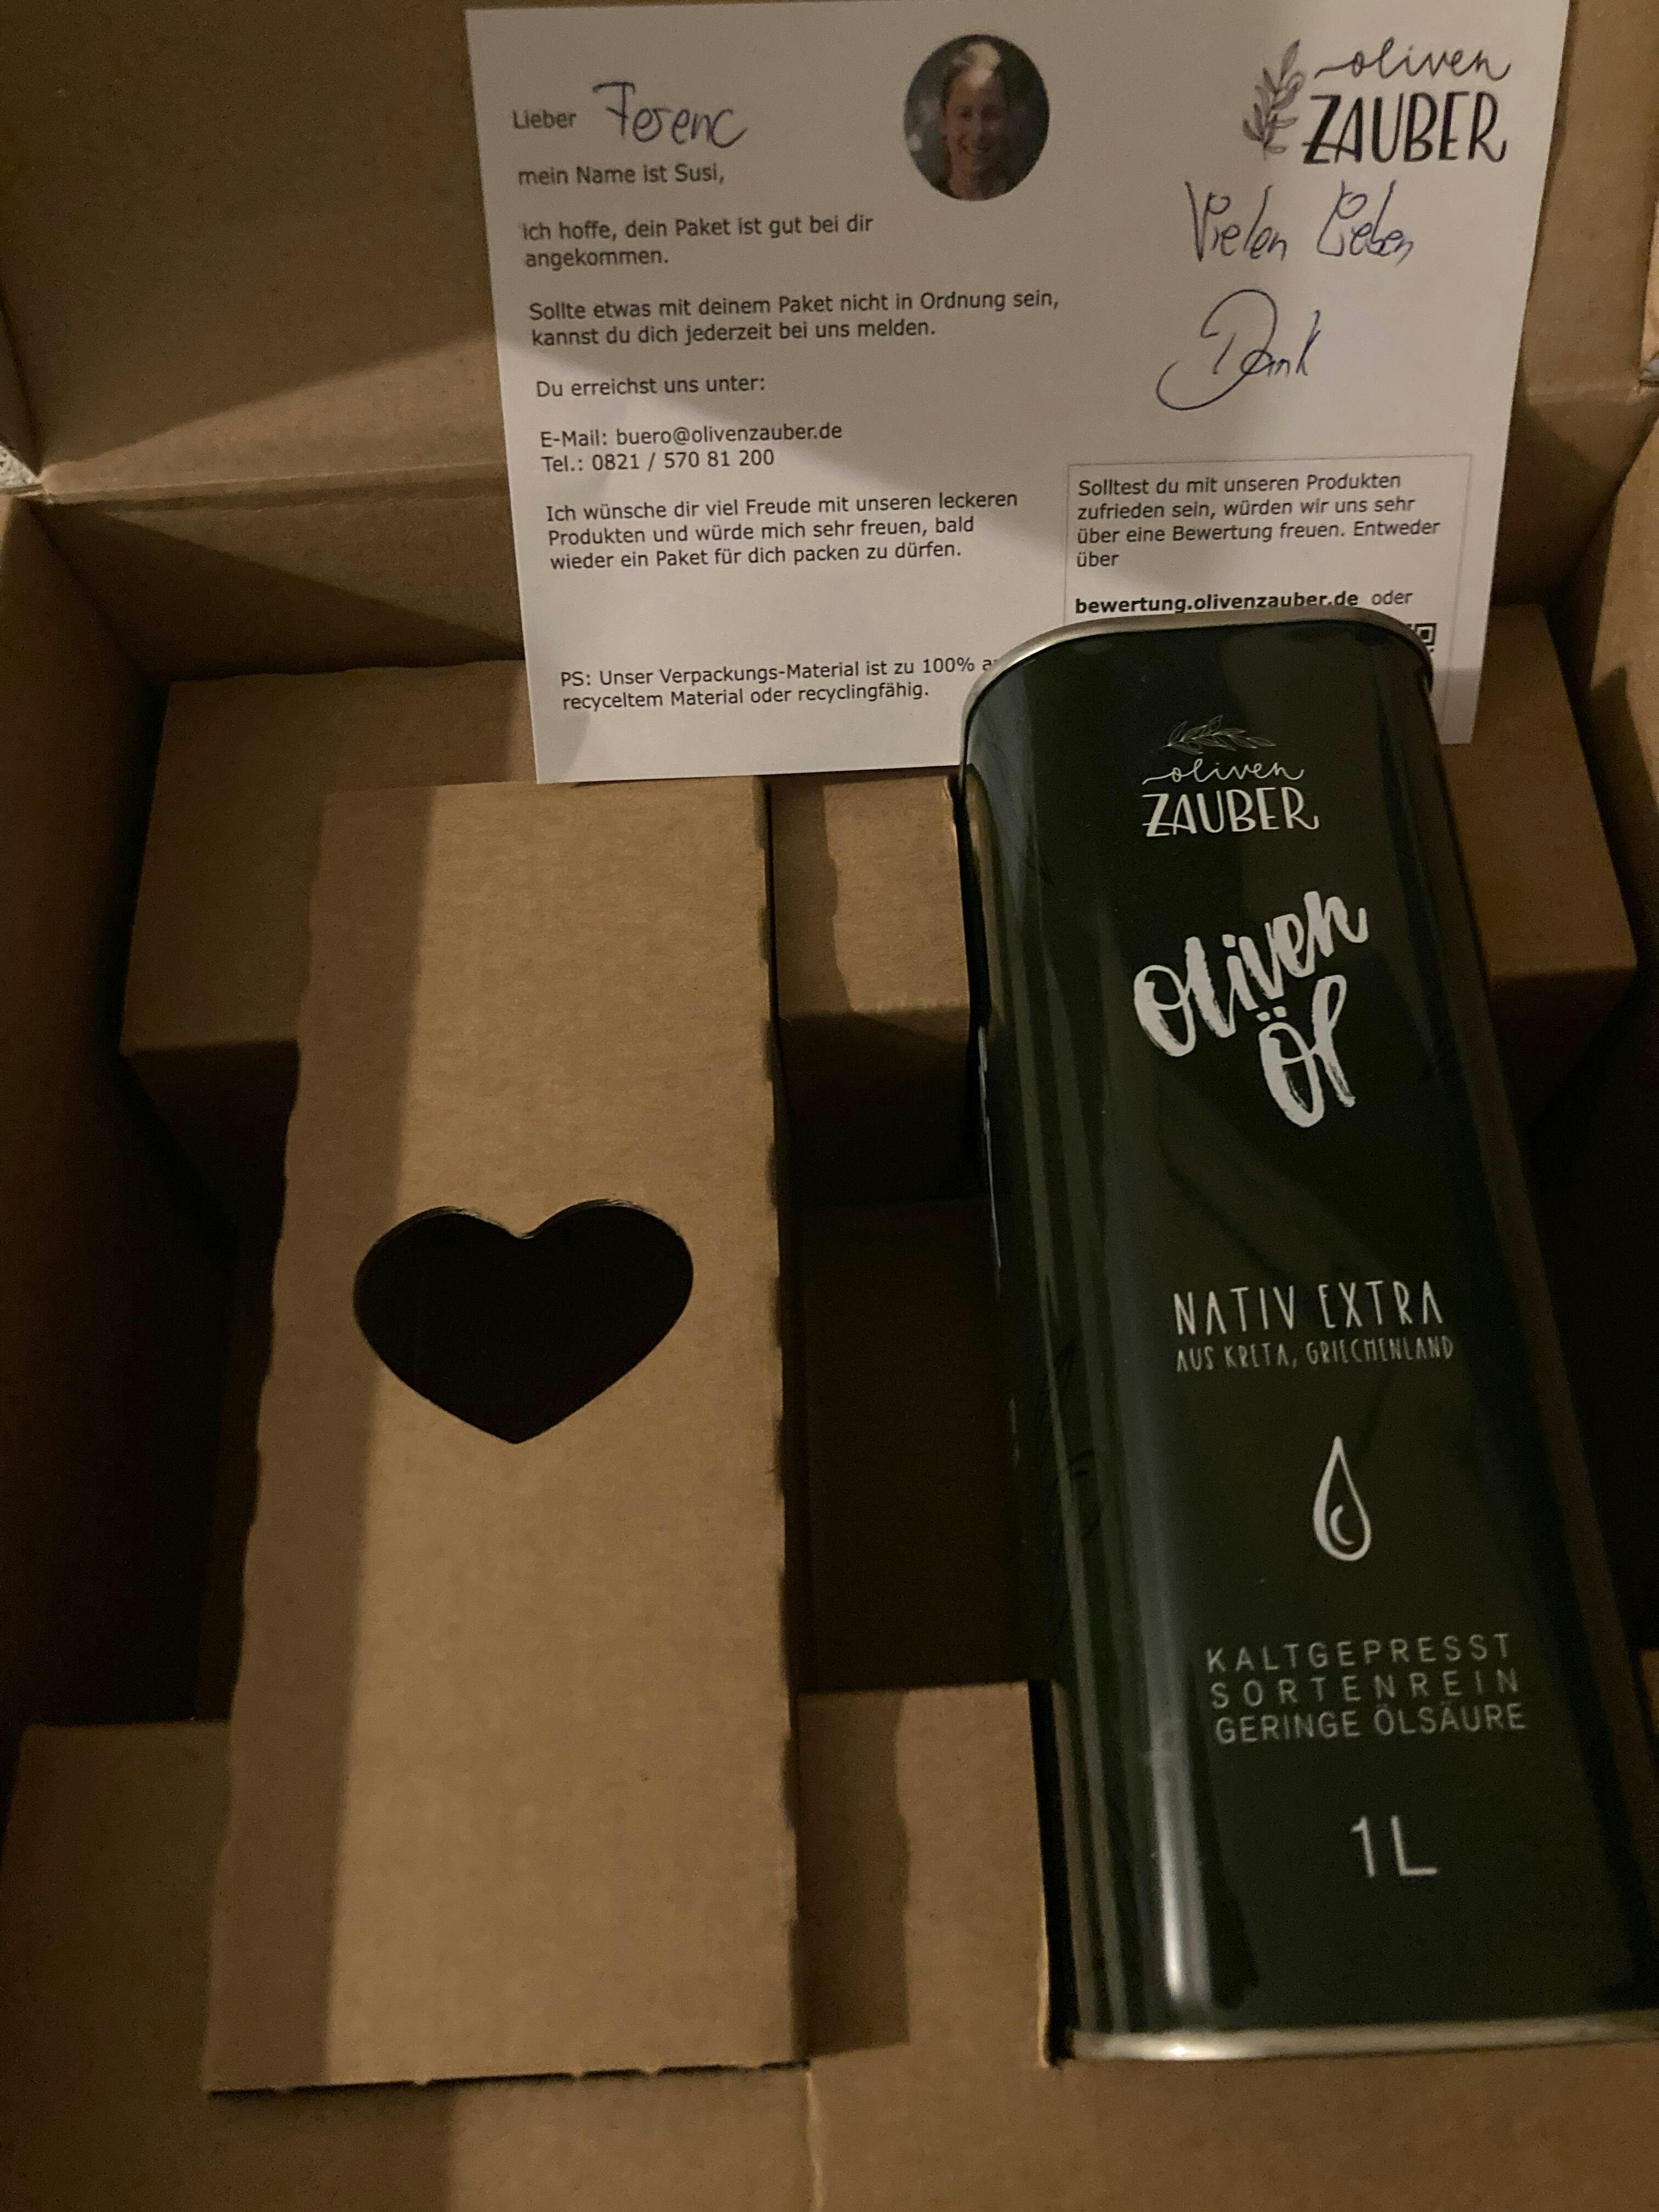 Lieber Ferenc
mein Name ist Susi,
ich hoffe, dein Paket ist gut bei dir
angekommen.
Sollte etwas mit deinem Paket nicht in Ordnung sein,
kannst du dich jederzeit bei uns melden.
Du erreichst uns unter:
E-Mail: buero@olivenzauber.de
Tel.: 0821 / 570 81 200
Ich wünsche dir viel Freude mit unseren leckeren
Produkten und würde mich sehr freuen, bald
wieder ein Paket für dich packen zu dürfen.
PS: Unser Verpackungs-Material ist zu 100%
recyceltem Material oder recyclingfähig.
oliven
ZAUBER
Vielen Lieben
Dank
Solltest du mit unseren Produkten
zufrieden sein, würden wir uns sehr
über eine Bewertung freuen. Entweder
über
bewertung.olivenzauber.de oder
oliven
ZAUBER
oliven
Öl
NATIV EXTRA
AUS KRETA, GRIECHENLAND
KALTGEPRESST
SORTENREIN
GERINGE ÖLSÄURE
1L